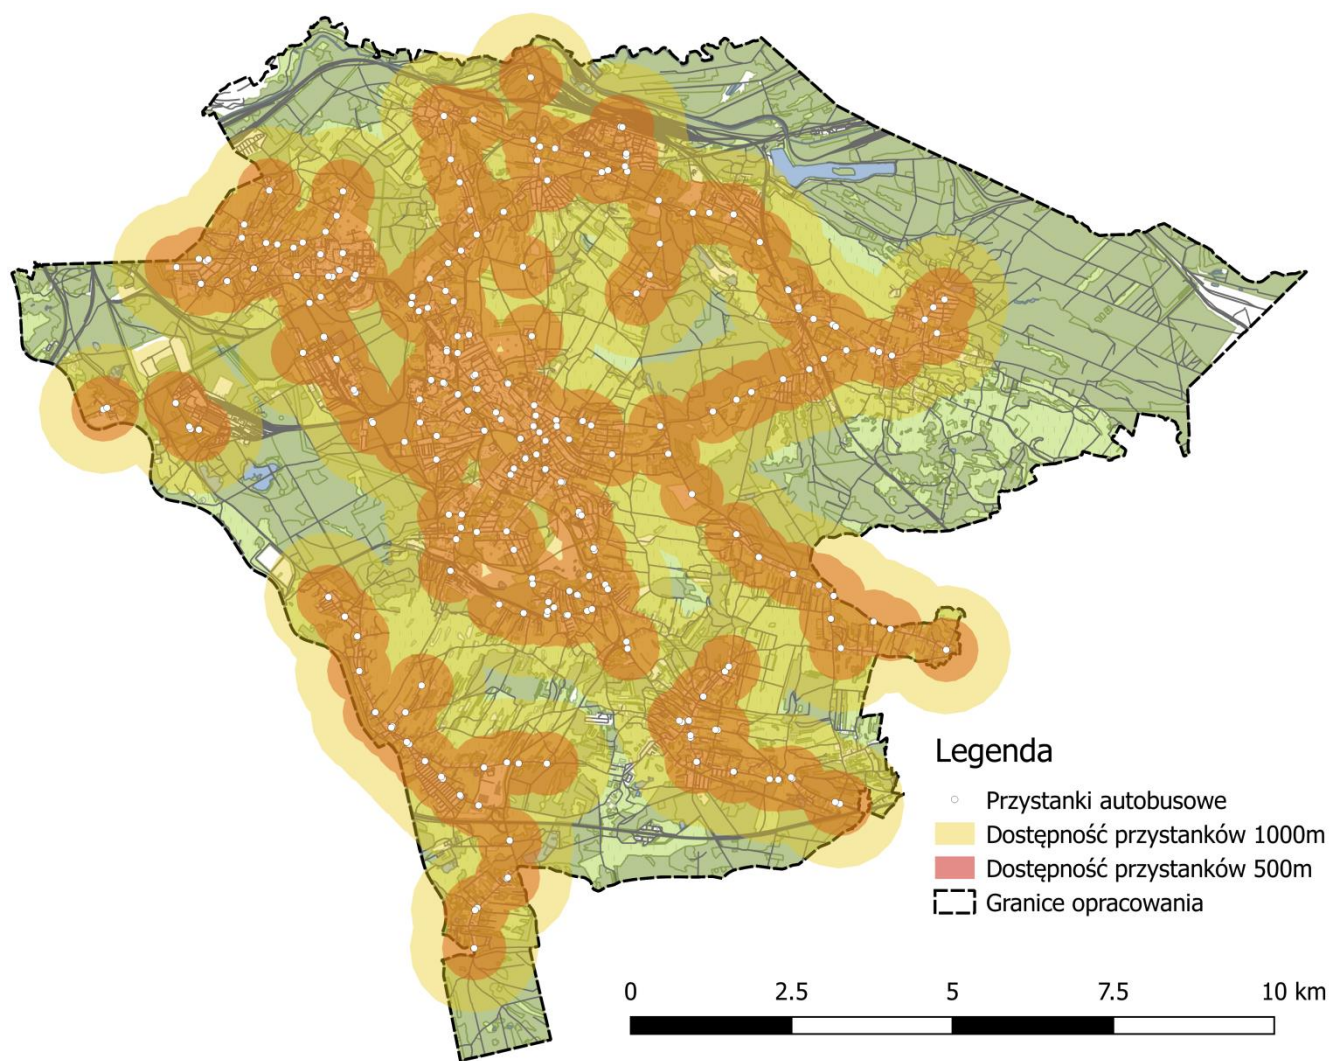 Legenda
Przystanki autobusowe
Dostępność przystanków 1000m
Dostępność przystanków 500m
Granice opracowania
0 2.5 5 7.5 10 km